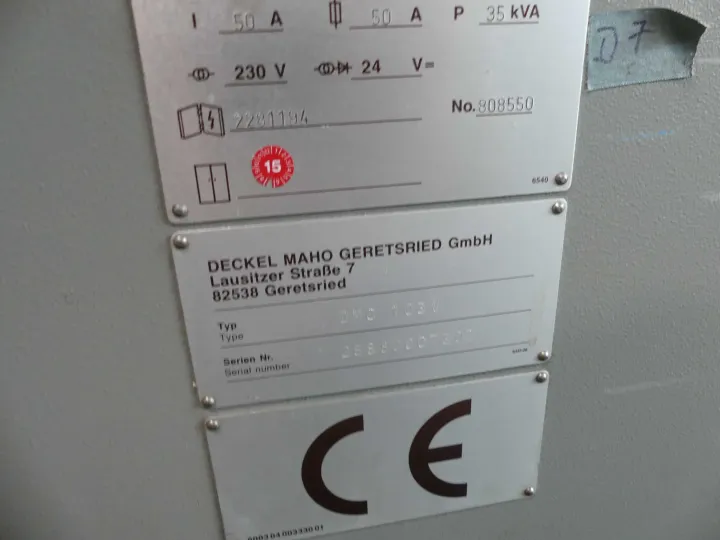 I 50 A 50 A P 35 kVA
230 V 24 V=
2281194 No. 808550
15
6540
DECKEL MAHO GERETSRIED GmbH
Lausitzer Straße 7
82538 Geretsried
Typ
Type
Serien Nr.
Serial number
CE
D7